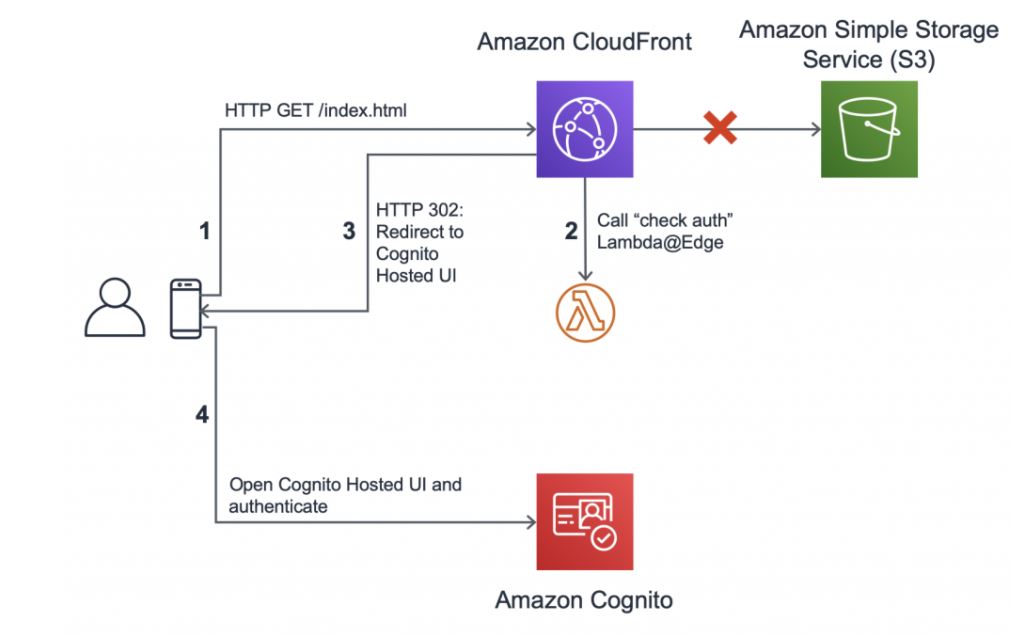 Amazon CloudFront
Amazon Simple Storage
Service (S3)
HTTP GET /index.html
1
3
HTTP 302:
Redirect to
Cognito
Hosted UI
2
Call “check auth”
Lambda@Edge
4
Open Cognito Hosted UI and
authenticate
Amazon Cognito